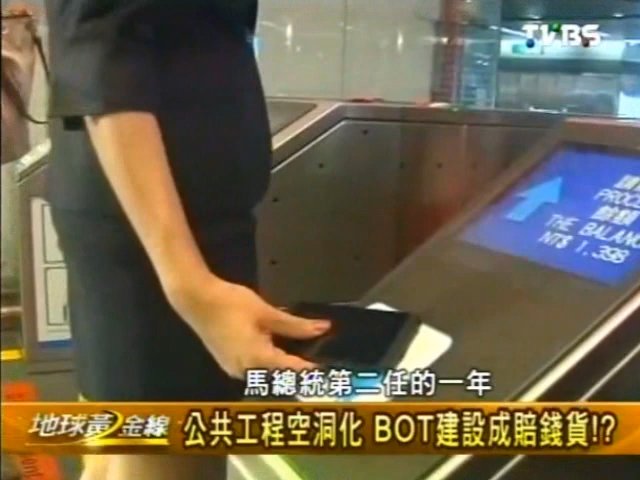 TVBS
PROC
THE BALANC
NT$ 1,398
馬總統第二任的一年
地球黃金線
公共工程空洞化 BOT建設成賠錢貨!?